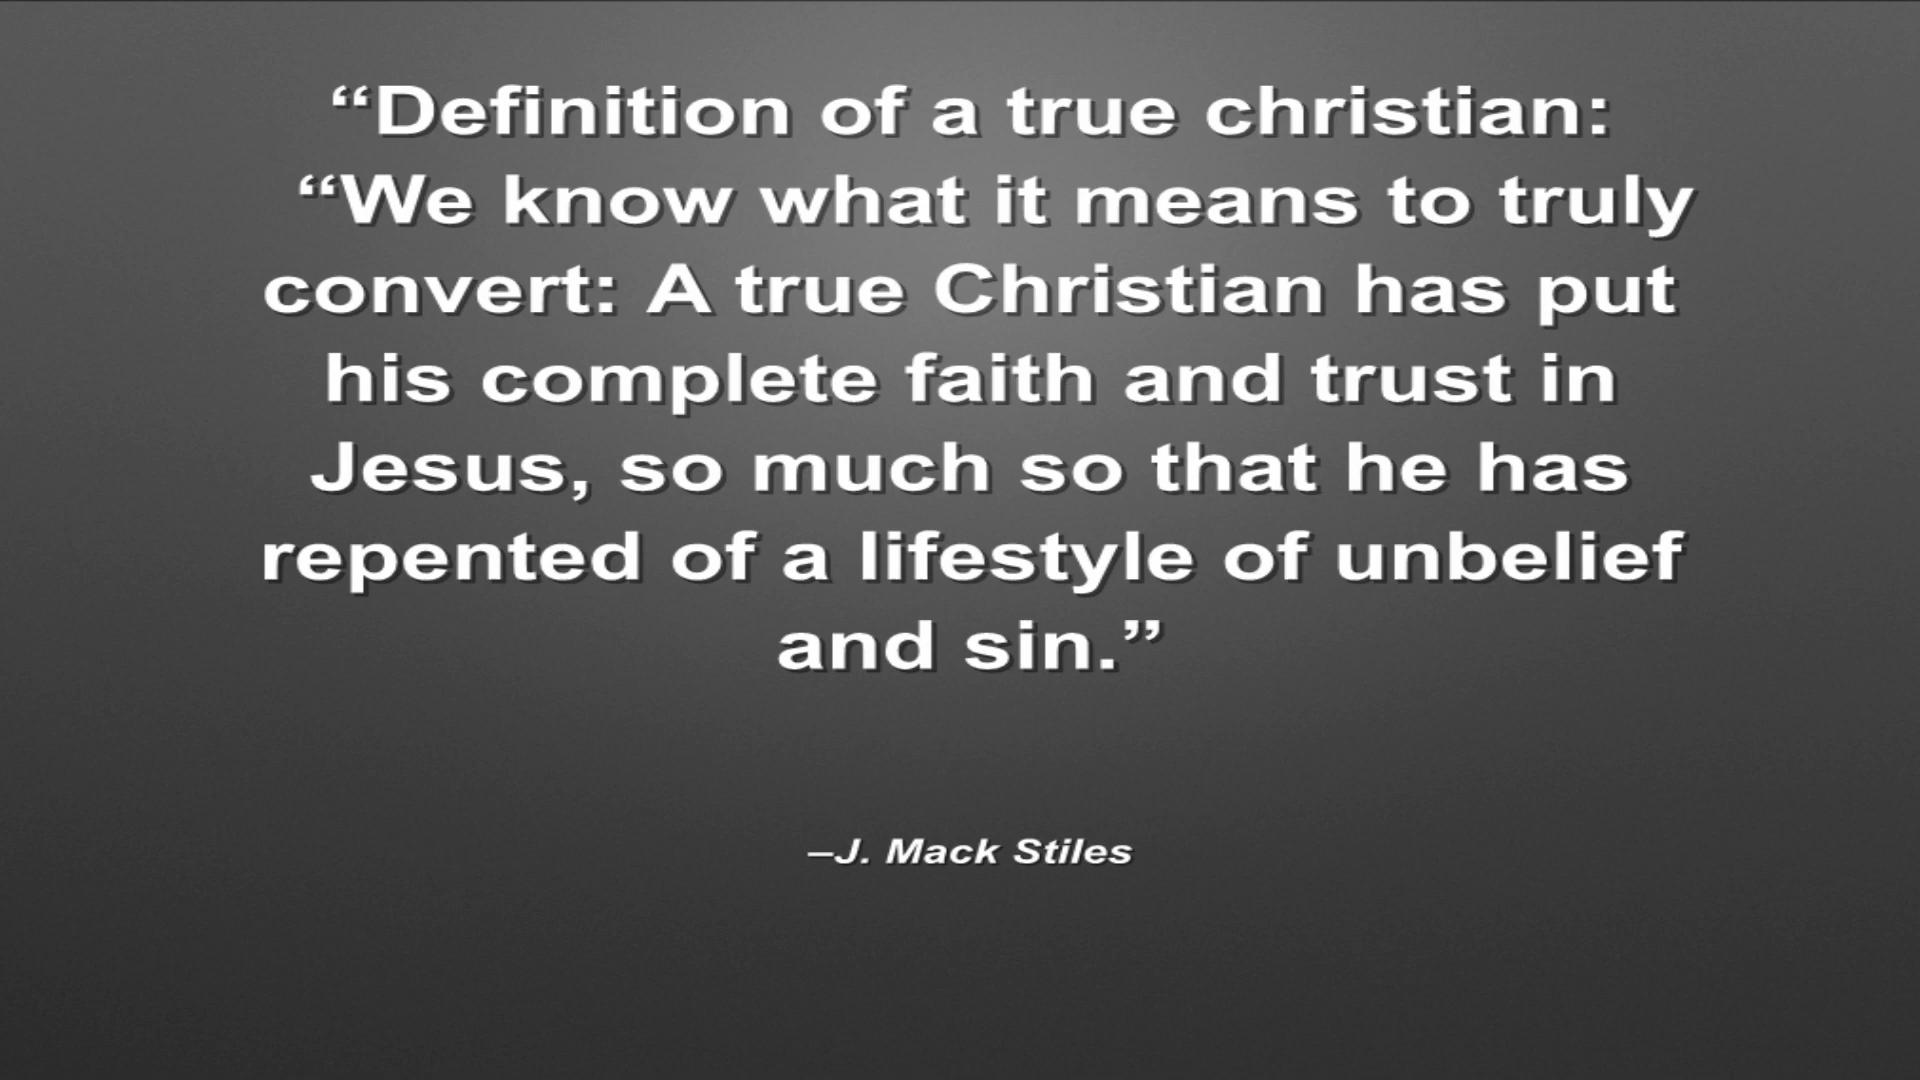 “Definition of a true christian:
“We know what it means to truly
convert: A true Christian has put
his complete faith and trust in
Jesus, so much so that he has
repented of a lifestyle of unbelief
and sin.”
–J. Mack Stiles